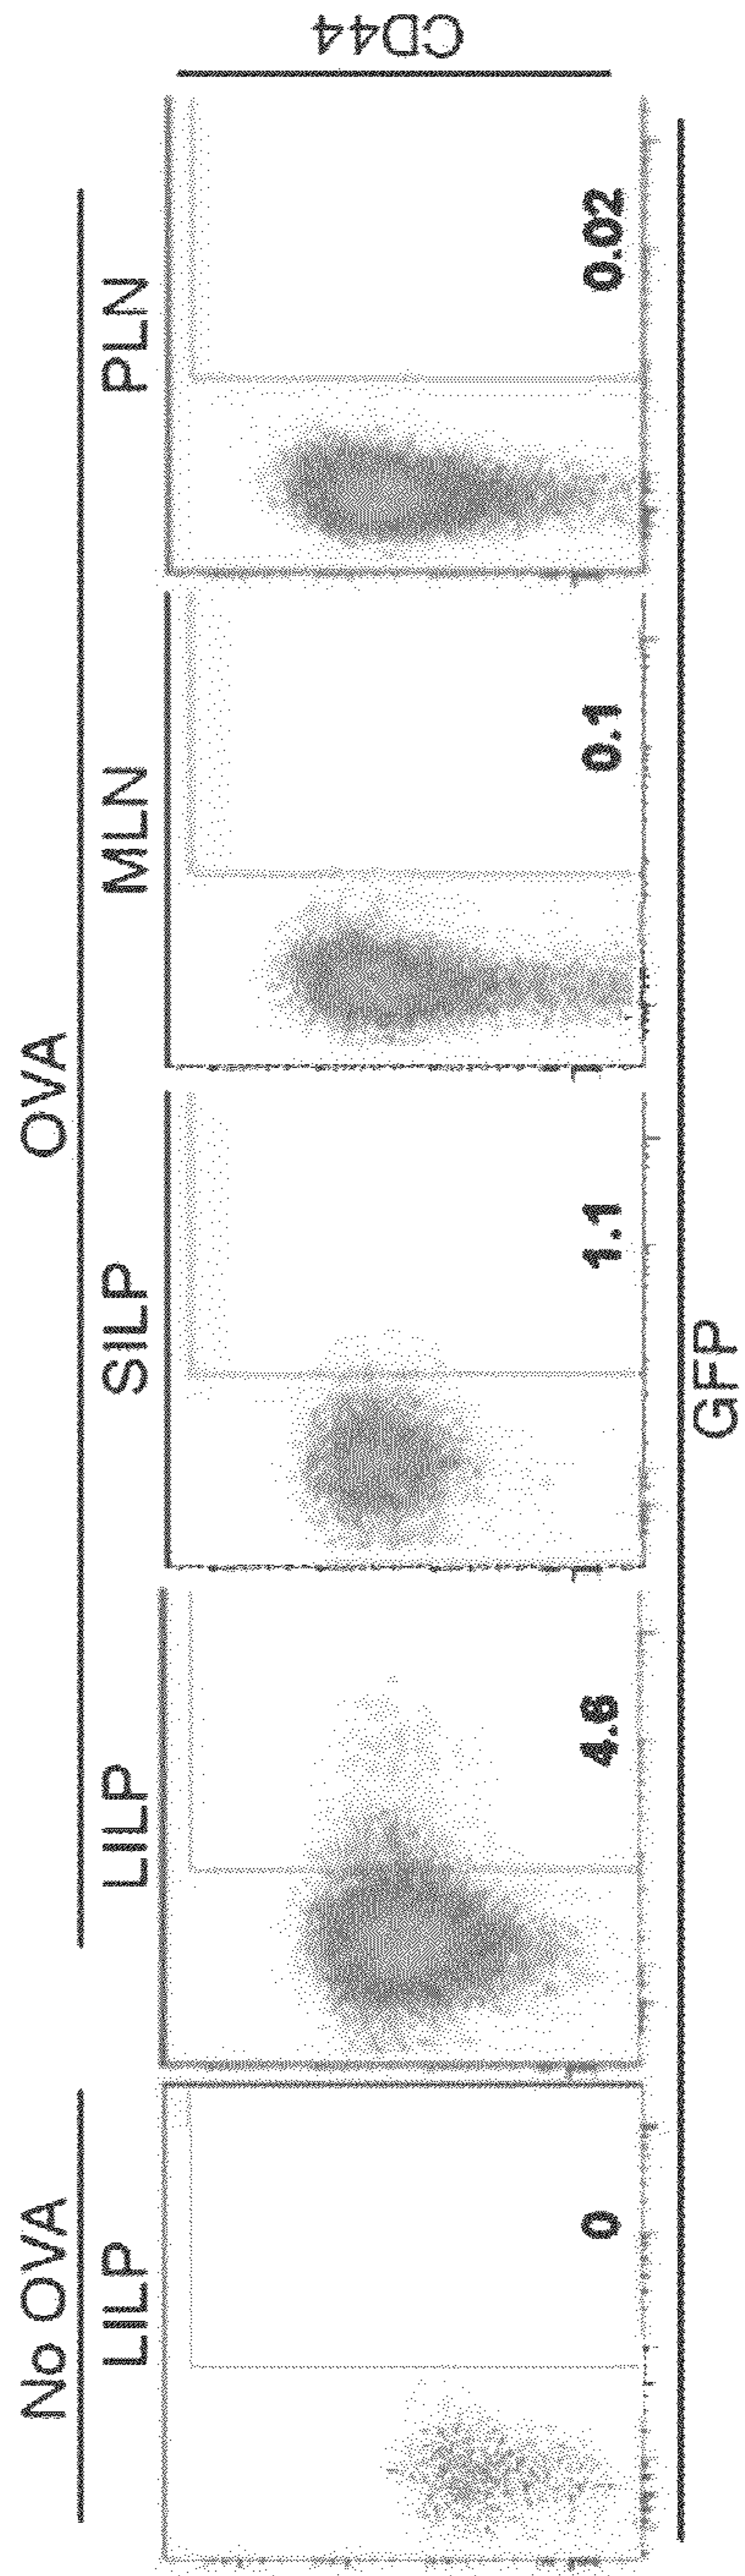 No OVA
OVA
LILP
LILP
SILP
MLN
PLN
0
4.6
1.1
0.1
0.02
CD44
GFP